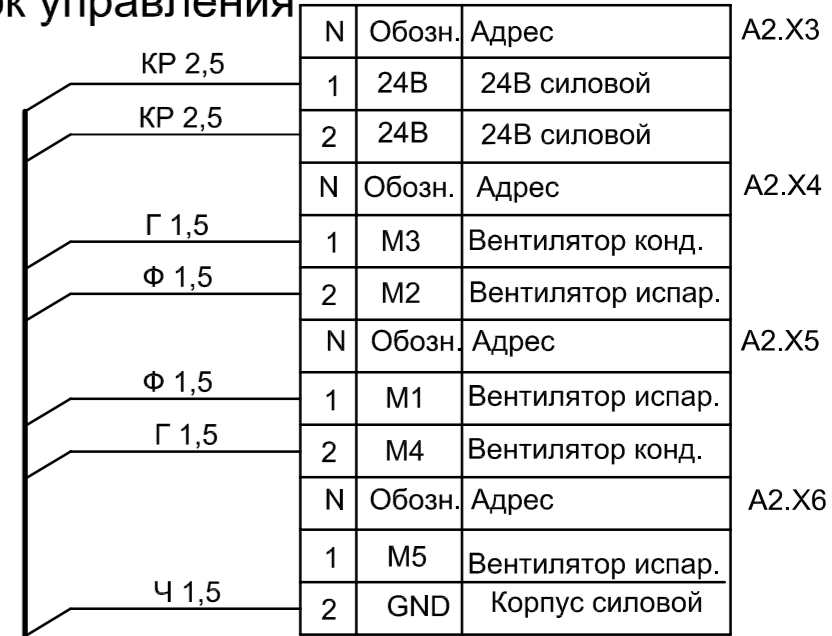 ок управления
N Обозн. Адрес A2.X3
КР 2,5
1 24В 24В силовой
КР 2,5
2 24В 24В силовой
N Обозн. Адрес A2.X4
Г 1,5
1 М3 Вентилятор конд.
Ф 1,5
2 М2 Вентилятор испар.
N Обозн. Адрес A2.X5
Ф 1,5
1 М1 Вентилятор испар.
Г 1,5
2 М4 Вентилятор конд.
N Обозн. Адрес A2.X6
1 М5 Вентилятор испар.
Ч 1,5
2 GND Корпус силовой